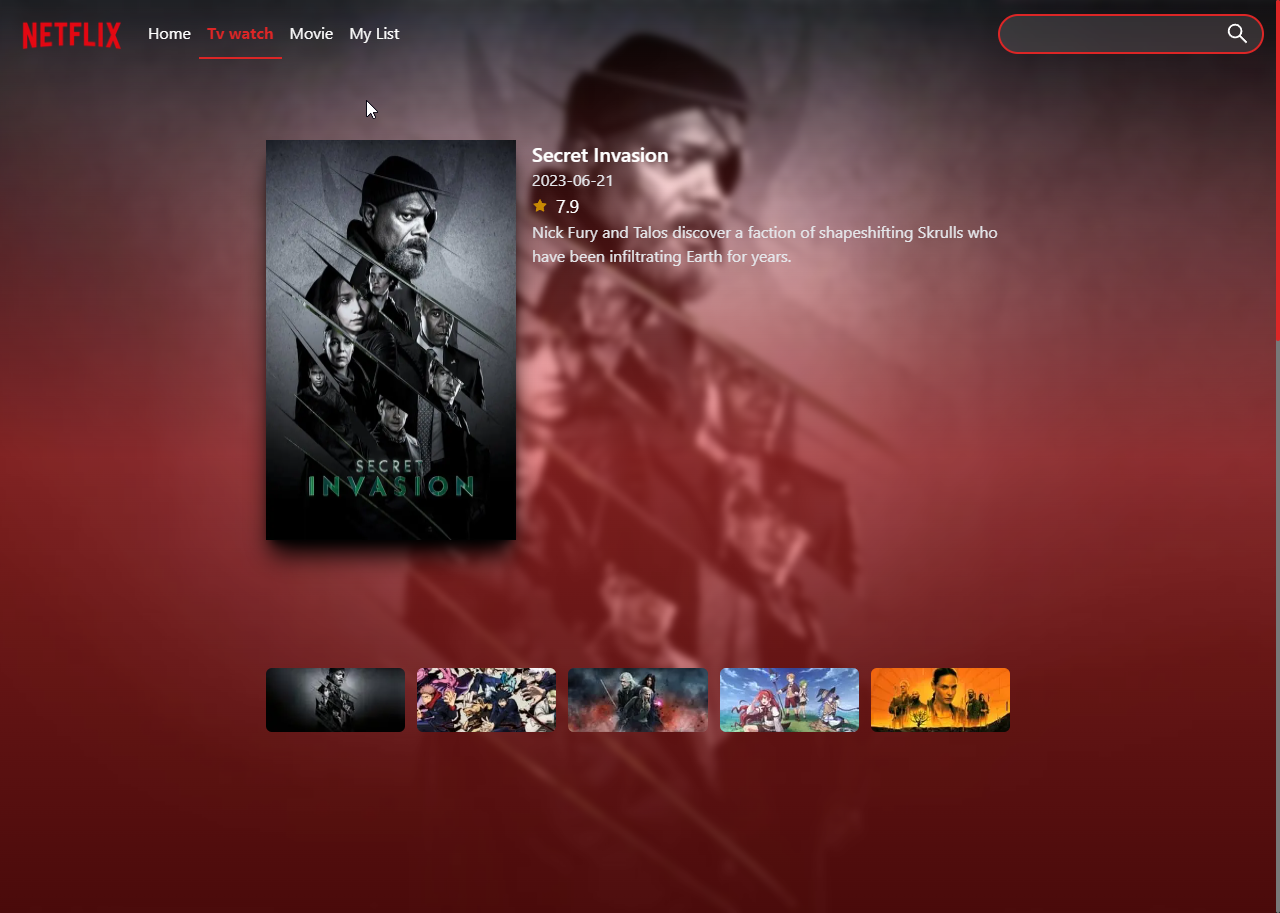 NETFLIX
Home
Tv watch
Movie
My List
Secret Invasion
2023-06-21
7.9
Nick Fury and Talos discover a faction of shapeshifting Skrulls who
have been infiltrating Earth for years.
SECRET
INVASION